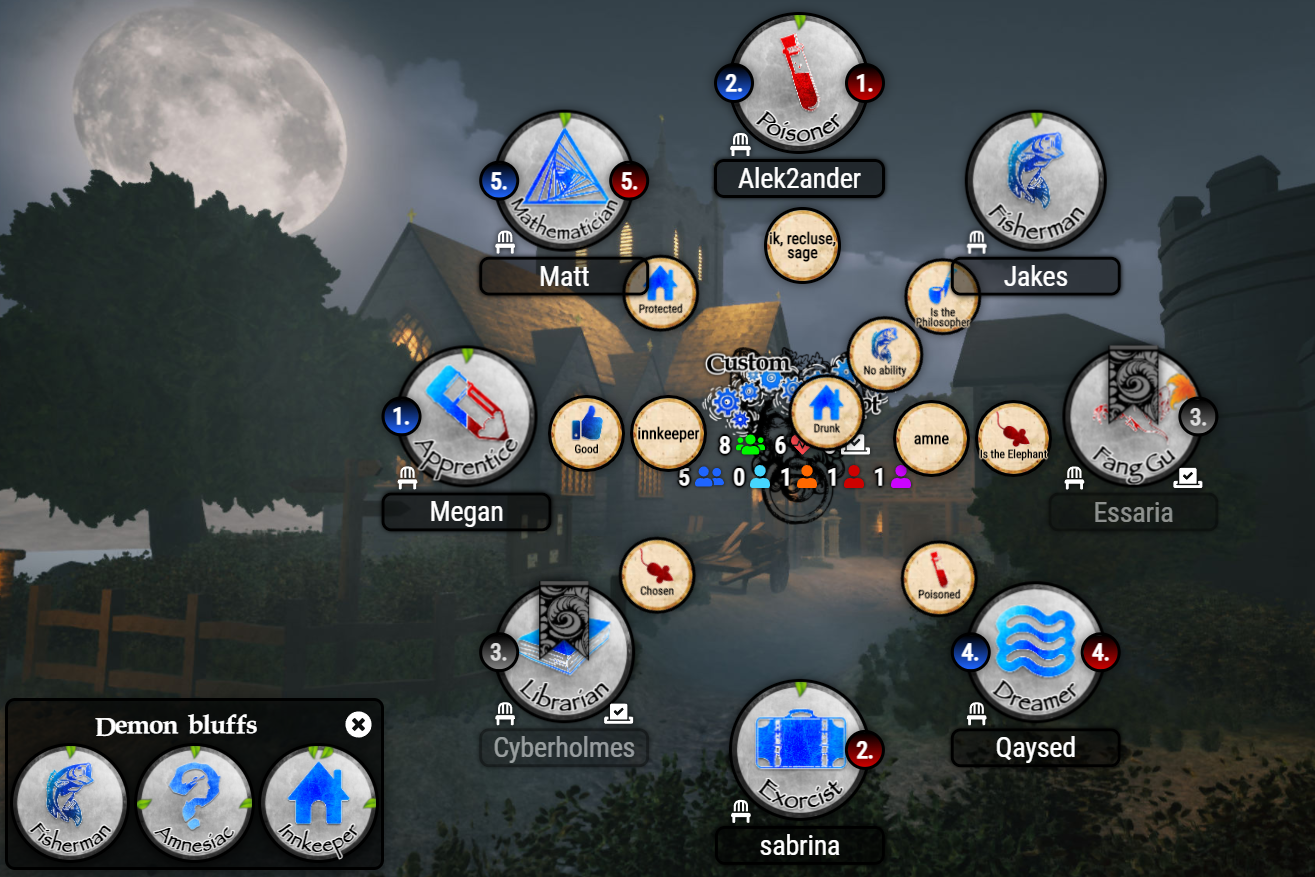 2.
1.
Poisoner
Alek2ander
5.
5.
Mathematician
Matt
Fisherman
Jakes
ik, recluse,
sage
Protected
Is the
Philosopher
No ability
Custom
Drunk
1.
Apprentice
Megan
Good
innkeeper
amne
Is the Elephant
3.
Fang Gu
Essaria
8
6
5
0
1
1
1
Chosen
Poisoned
3.
Librarian
Cyberholmes
4.
4.
Dreamer
Qaysed
2.
Exorcist
sabrina
Demon bluffs
Fisherman
Amnesiac
Innkeeper